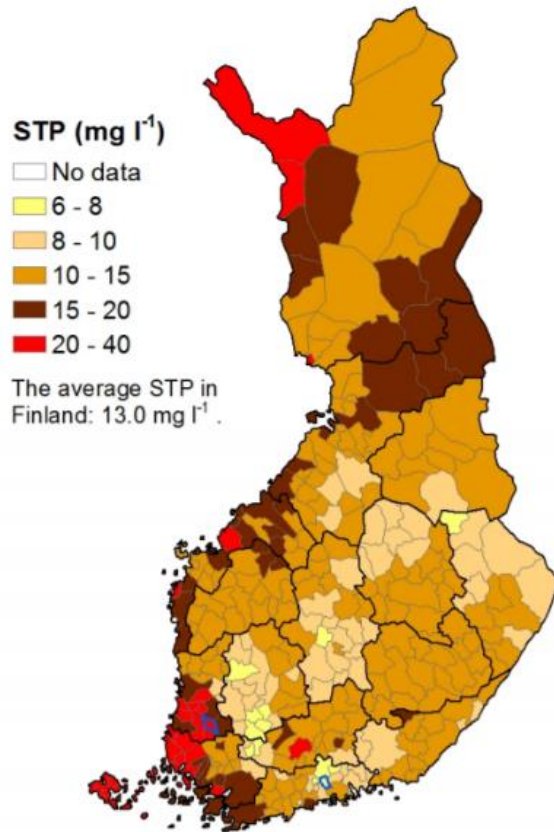 STP (mg l⁻¹)
No data
6 - 8
8 - 10
10 - 15
15 - 20
20 - 40
The average STP in
Finland: 13.0 mg l⁻¹ .